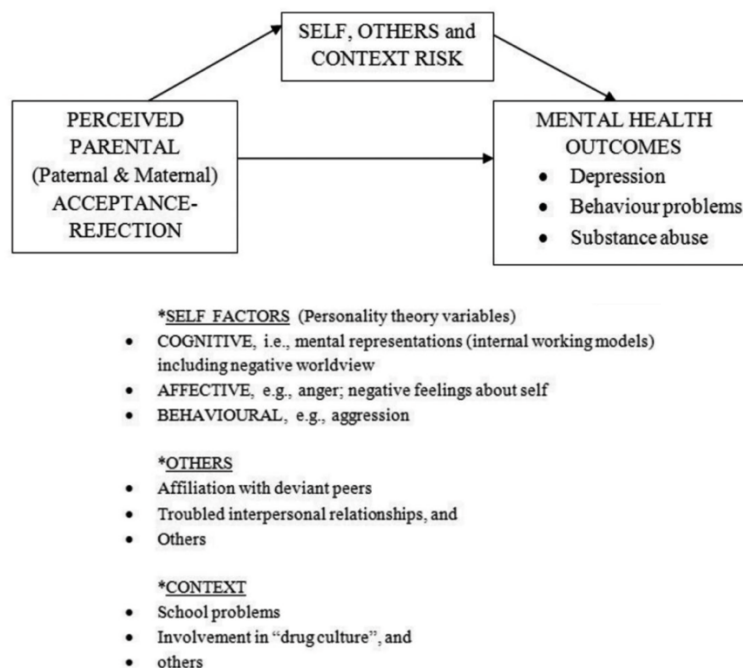 SELF, OTHERS and
CONTEXT RISK
PERCEIVED
PARENTAL
(Paternal & Maternal)
ACCEPTANCE-
REJECTION
MENTAL HEALTH
OUTCOMES
• Depression
• Behaviour problems
• Substance abuse
*SELF FACTORS (Personality theory variables)
• COGNITIVE, i.e., mental representations (internal working models)
including negative worldview
• AFFECTIVE, e.g., anger; negative feelings about self
• BEHAVIOURAL, e.g., aggression
*OTHERS
• Affiliation with deviant peers
• Troubled interpersonal relationships, and
• Others
*CONTEXT
• School problems
• Involvement in “drug culture”, and
• others